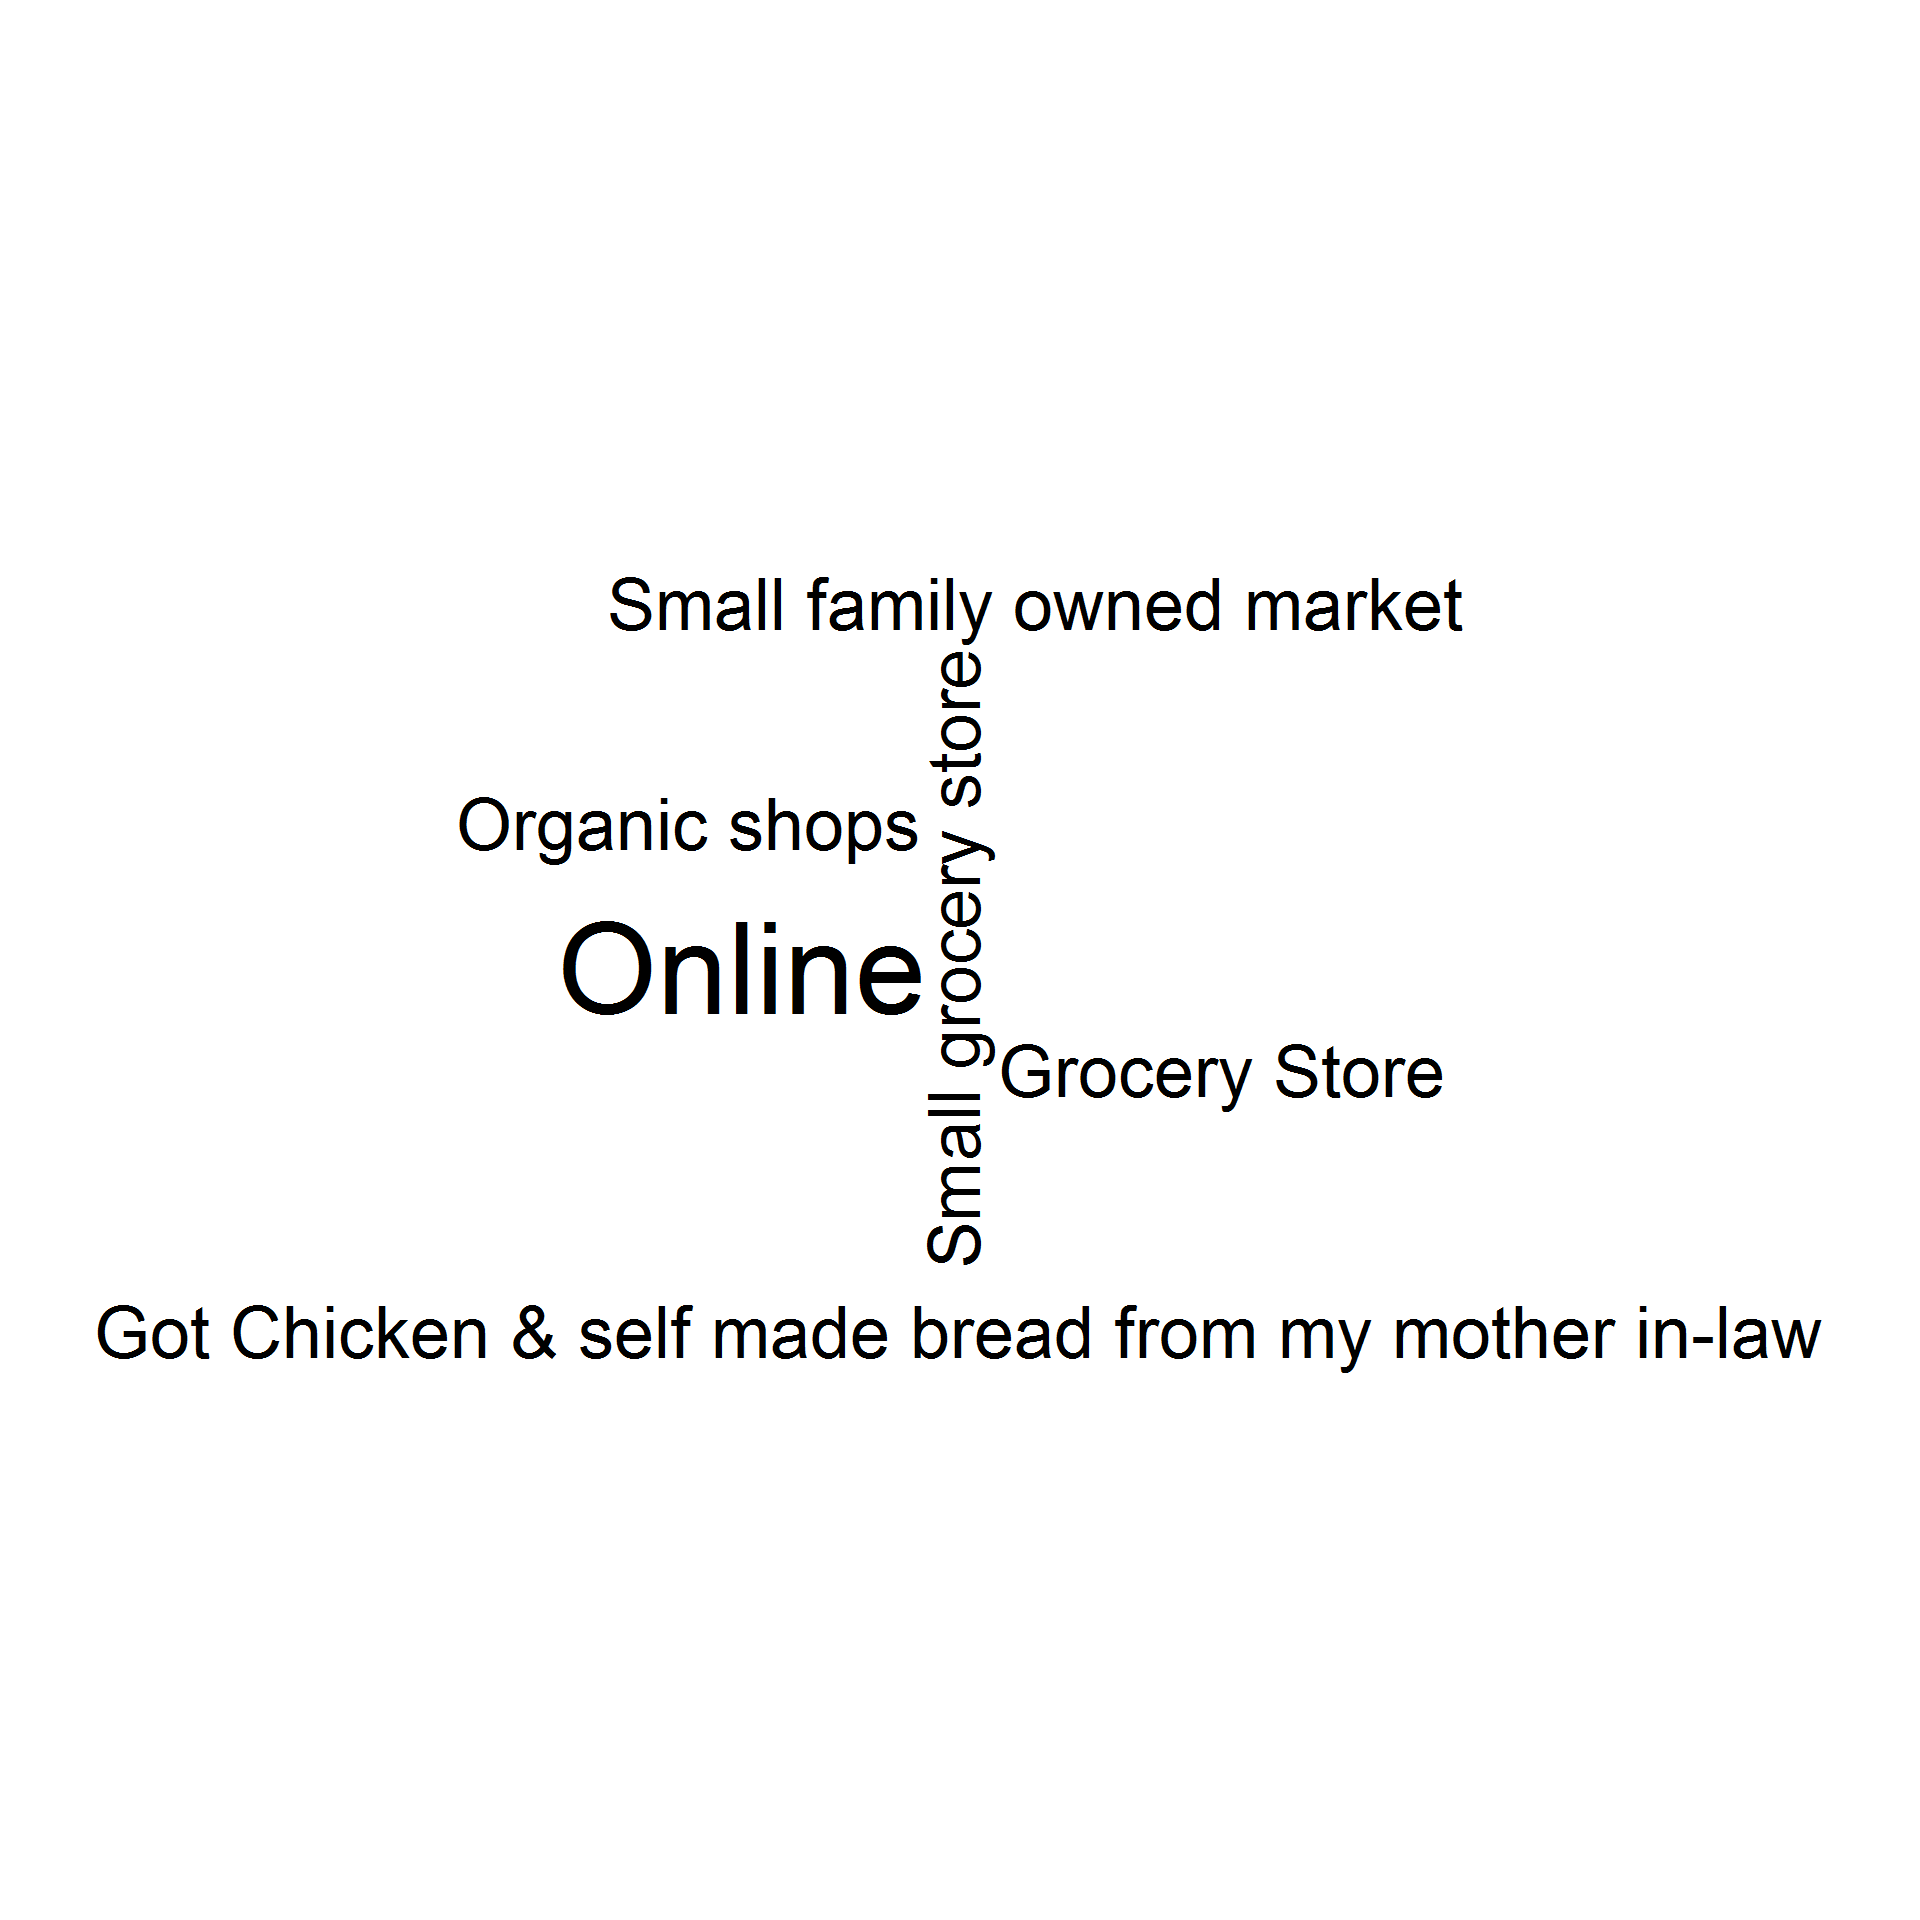 Small family owned market
Small grocery store
Organic shops
Online
Grocery Store
Got Chicken & self made bread from my mother in-law